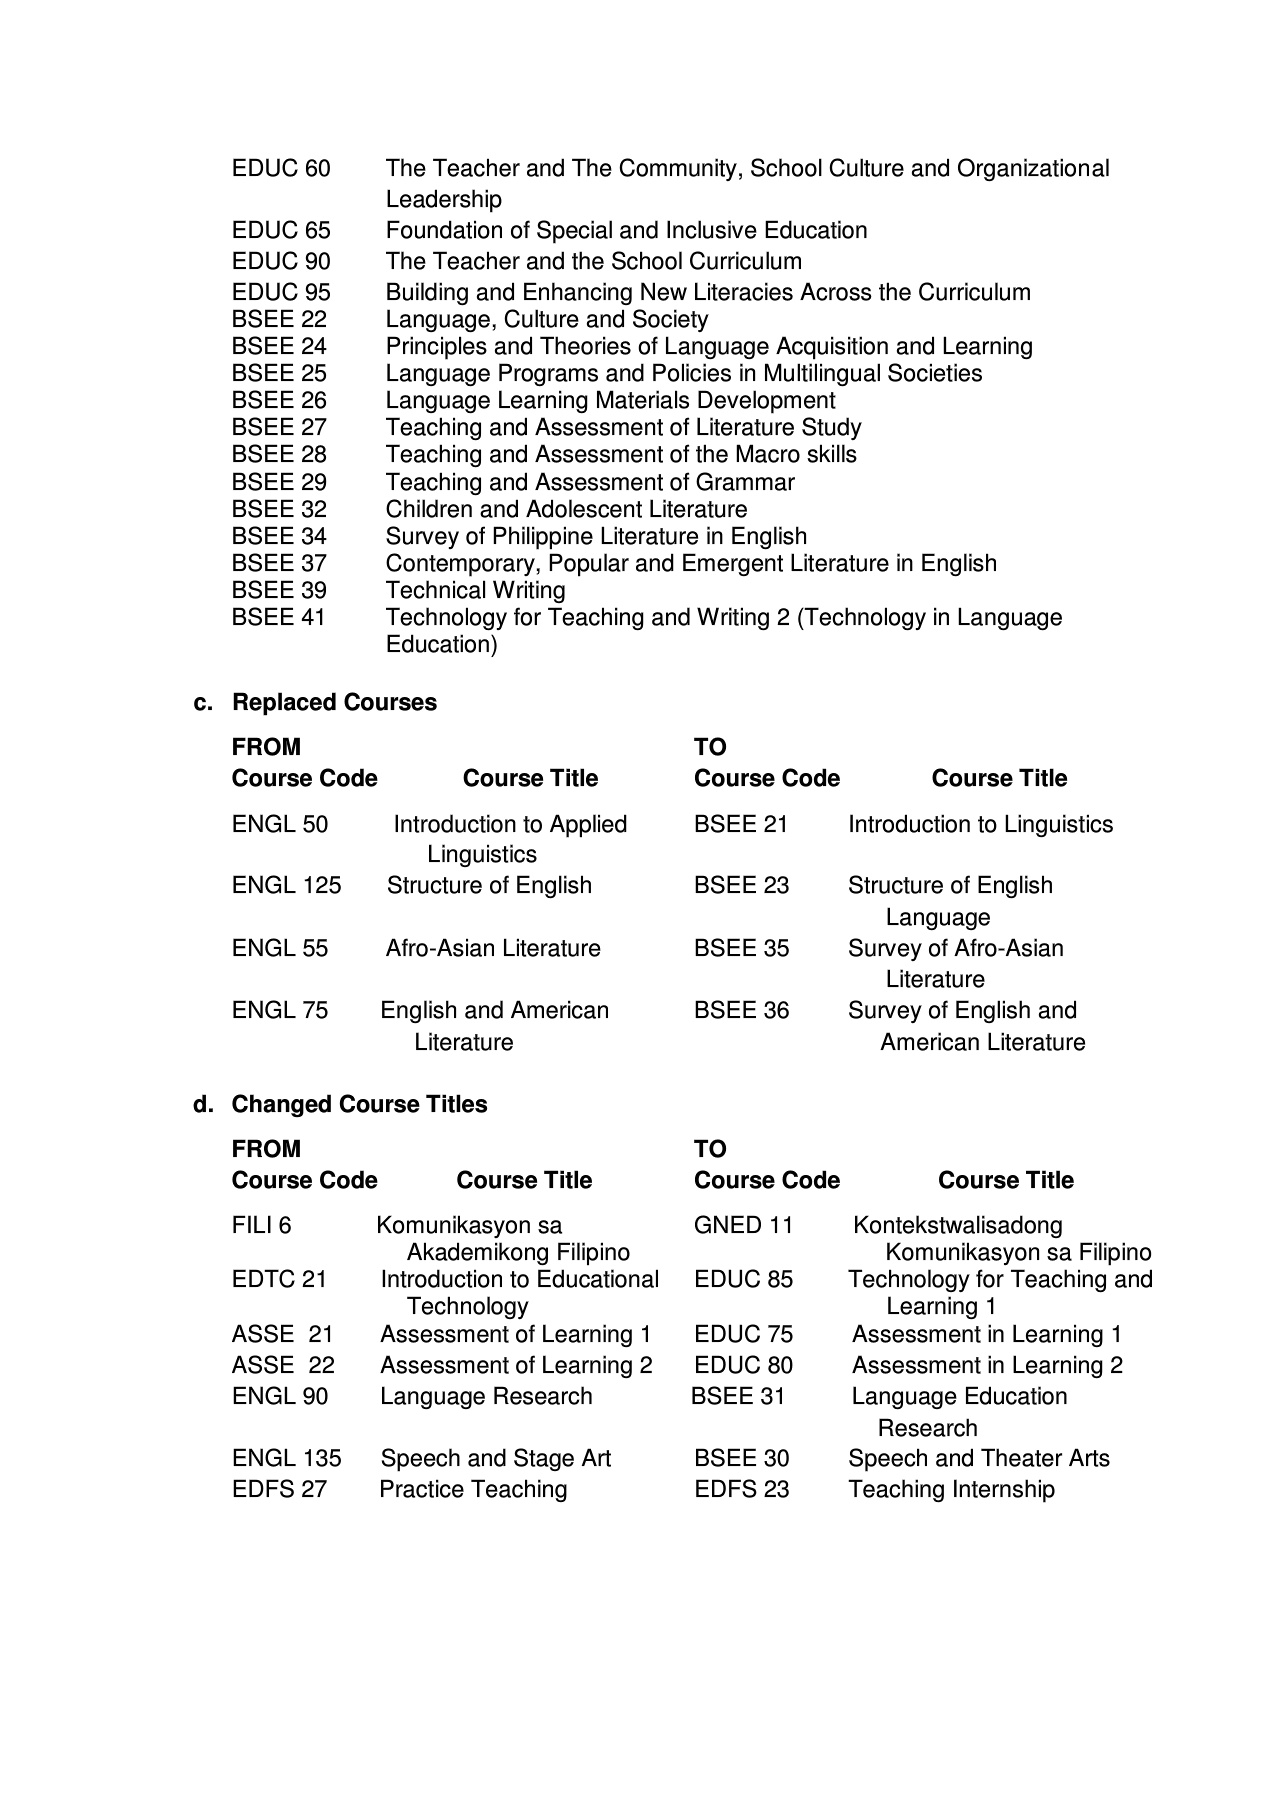 EDUC 60 The Teacher and The Community, School Culture and Organizational
Leadership
EDUC 65 Foundation of Special and Inclusive Education
EDUC 90 The Teacher and the School Curriculum
EDUC 95 Building and Enhancing New Literacies Across the Curriculum
BSEE 22 Language, Culture and Society
BSEE 24 Principles and Theories of Language Acquisition and Learning
BSEE 25 Language Programs and Policies in Multilingual Societies
BSEE 26 Language Learning Materials Development
BSEE 27 Teaching and Assessment of Literature Study
BSEE 28 Teaching and Assessment of the Macro skills
BSEE 29 Teaching and Assessment of Grammar
BSEE 32 Children and Adolescent Literature
BSEE 34 Survey of Philippine Literature in English
BSEE 37 Contemporary, Popular and Emergent Literature in English
BSEE 39 Technical Writing
BSEE 41 Technology for Teaching and Writing 2 (Technology in Language
Education)
c. Replaced Courses
FROM TO
Course Code Course Title Course Code Course Title
ENGL 50 Introduction to Applied BSEE 21 Introduction to Linguistics
Linguistics
ENGL 125 Structure of English BSEE 23 Structure of English
Language
ENGL 55 Afro-Asian Literature BSEE 35 Survey of Afro-Asian
Literature
ENGL 75 English and American BSEE 36 Survey of English and
Literature American Literature
d. Changed Course Titles
FROM TO
Course Code Course Title Course Code Course Title
FILI 6 Komunikasyon sa GNED 11 Kontekstwalisadong
Akademikong Filipino Komunikasyon sa Filipino
EDTC 21 Introduction to Educational EDUC 85 Technology for Teaching and
Technology Learning 1
ASSE 21 Assessment of Learning 1 EDUC 75 Assessment in Learning 1
ASSE 22 Assessment of Learning 2 EDUC 80 Assessment in Learning 2
ENGL 90 Language Research BSEE 31 Language Education
Research
ENGL 135 Speech and Stage Art BSEE 30 Speech and Theater Arts
EDFS 27 Practice Teaching EDFS 23 Teaching Internship